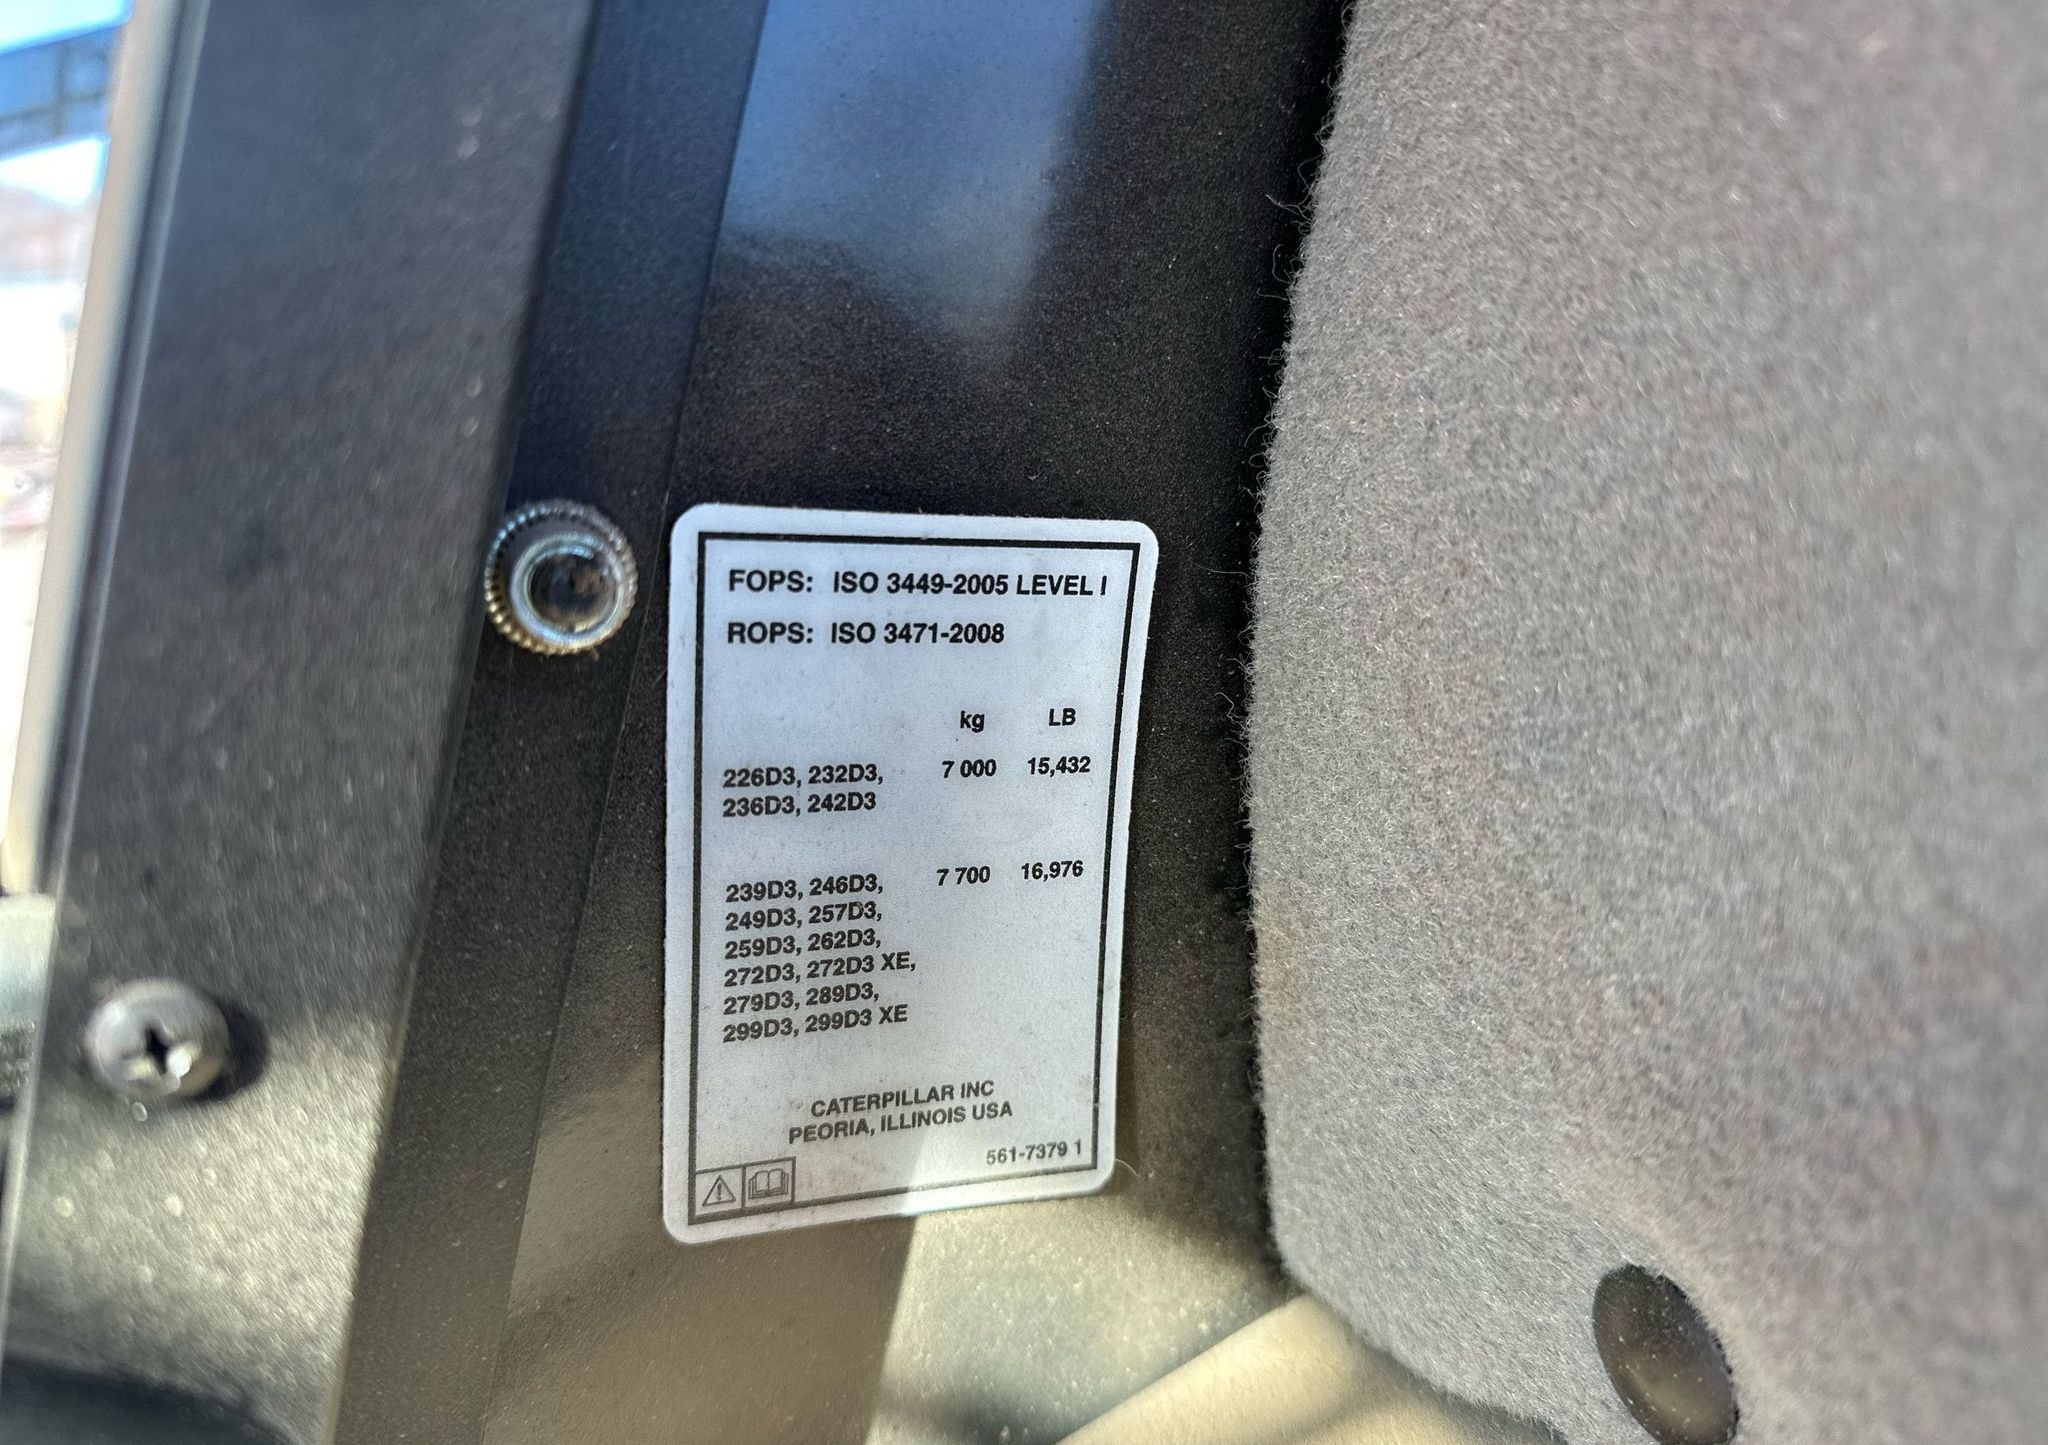 FOPS: ISO 3449-2005 LEVEL I
ROPS: ISO 3471-2008
kg LB
226D3, 232D3, 7 000 15,432
236D3, 242D3
239D3, 246D3, 7 700 16,976
249D3, 257D3,
259D3, 262D3,
272D3, 272D3 XE,
279D3, 289D3,
299D3, 299D3 XE
CATERPILLAR INC
PEORIA, ILLINOIS USA
561-7379 1